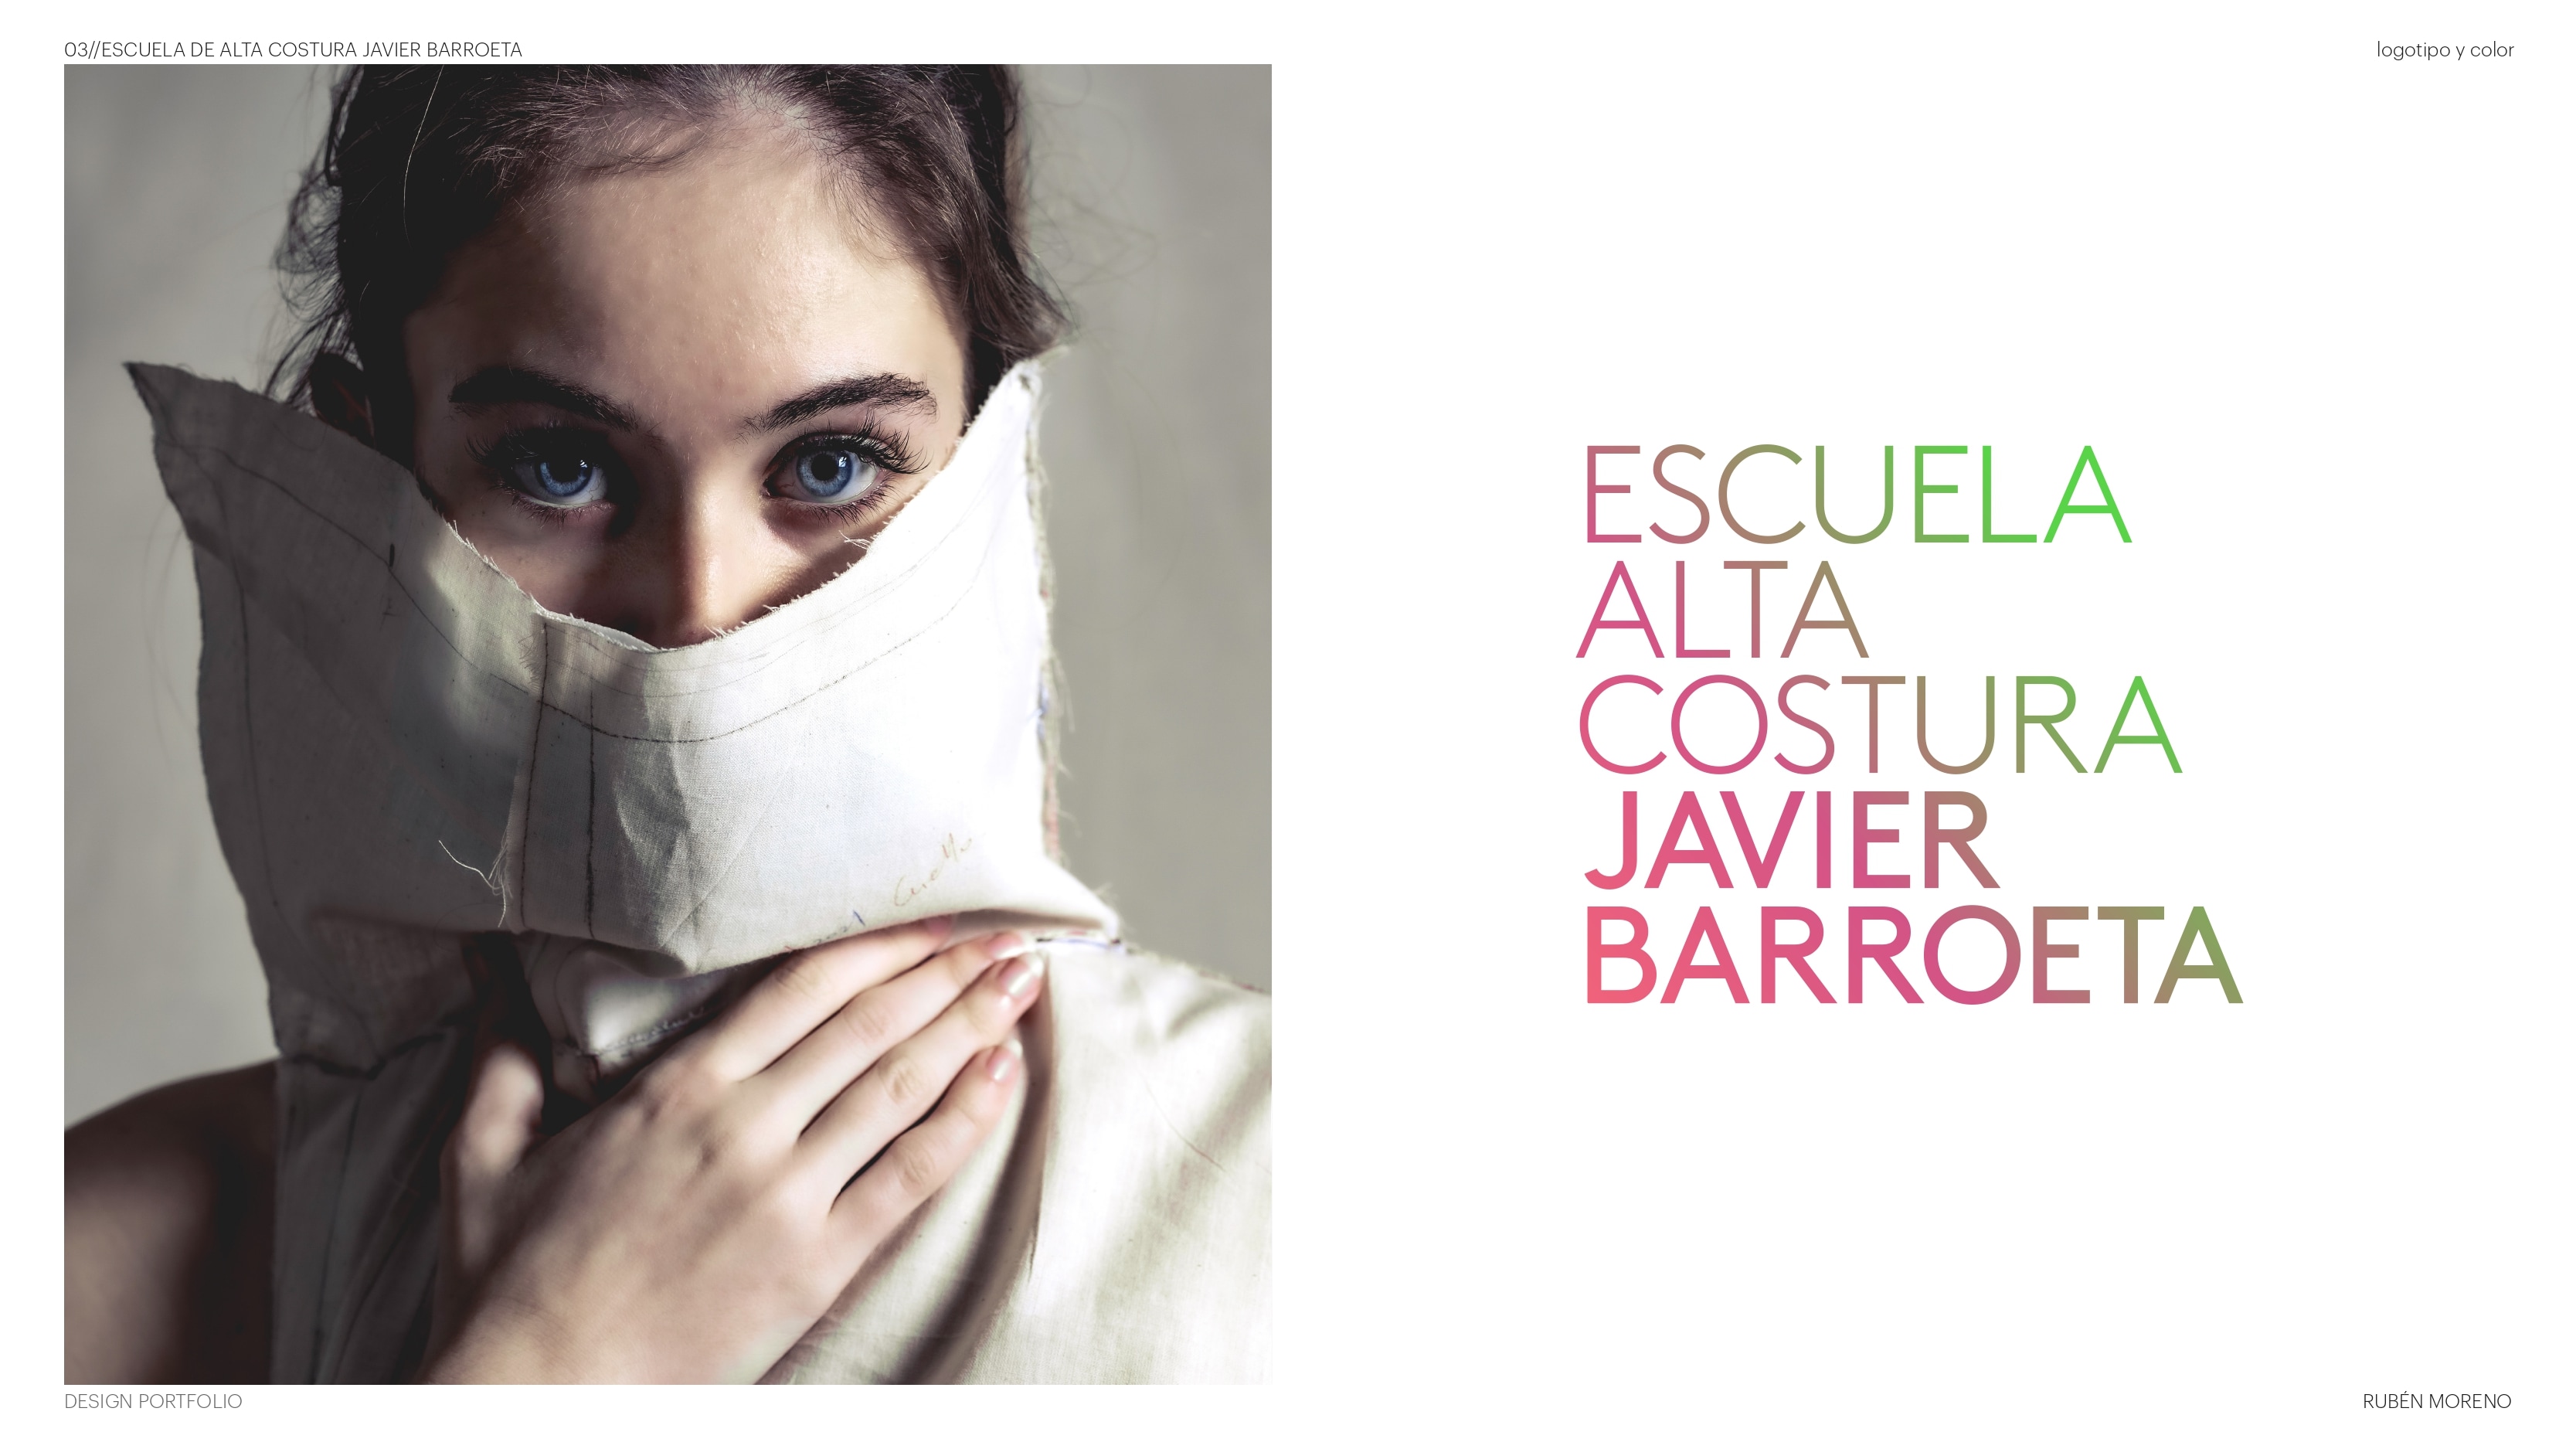 03//ESCUELA DE ALTA COSTURA JAVIER BARROETA
logotipo y color
ESCUELA
ALTA
COSTURA
JAVIER
BARROETA
DESIGN PORTFOLIO
RUBÉN MORENO